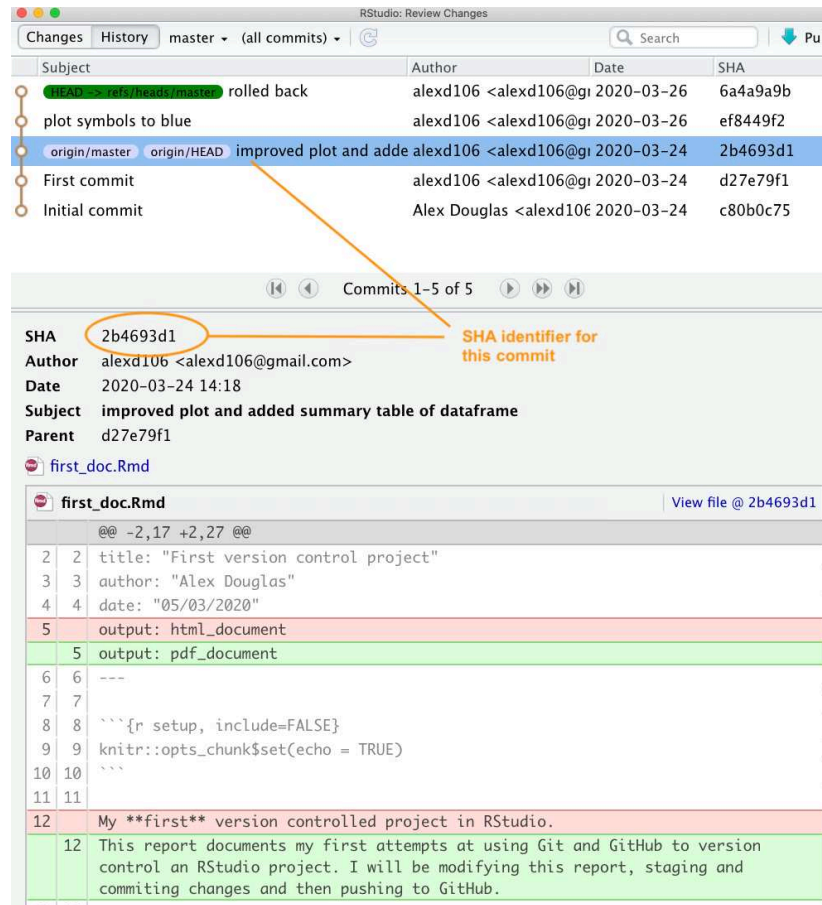 RStudio: Review Changes
Changes History master (all commits) Search Pu
Subject Author Date SHA
HEAD -> refs/heads/master rolled back alexd106 <alexd106@gr 2020-03-26 6a4a9a9b
plot symbols to blue alexd106 <alexd106@gr 2020-03-26 ef8449f2
origin/master origin/HEAD improved plot and adde alexd106 <alexd106@gr 2020-03-24 2b4693d1
First commit alexd106 <alexd106@gr 2020-03-24 d27e79f1
Initial commit Alex Douglas <alexd106 2020-03-24 c80b0c75
Commits 1-5 of 5
SHA 2b4693d1
SHA identifier for
this commit
Author alexd106 <alexd106@gmail.com>
Date 2020-03-24 14:18
Subject improved plot and added summary table of dataframe
Parent d27e79f1
first_doc.Rmd
first_doc.Rmd View file @ 2b4693d1
@@ -2,17 +2,27 @@
2 2 title: "First version control project"
3 3 author: "Alex Douglas"
4 4 date: "05/03/2020"
5 output: html_document
5 output: pdf_document
6 6 ---
7 7
8 8 ```{r setup, include=FALSE}
9 9 knitr::opts_chunk$set(echo = TRUE)
10 10 ```
11 11
12 My **first** version controlled project in RStudio.
12 This report documents my first attempts at using Git and GitHub to version
control an RStudio project. I will be modifying this report, staging and
commiting changes and then pushing to GitHub.